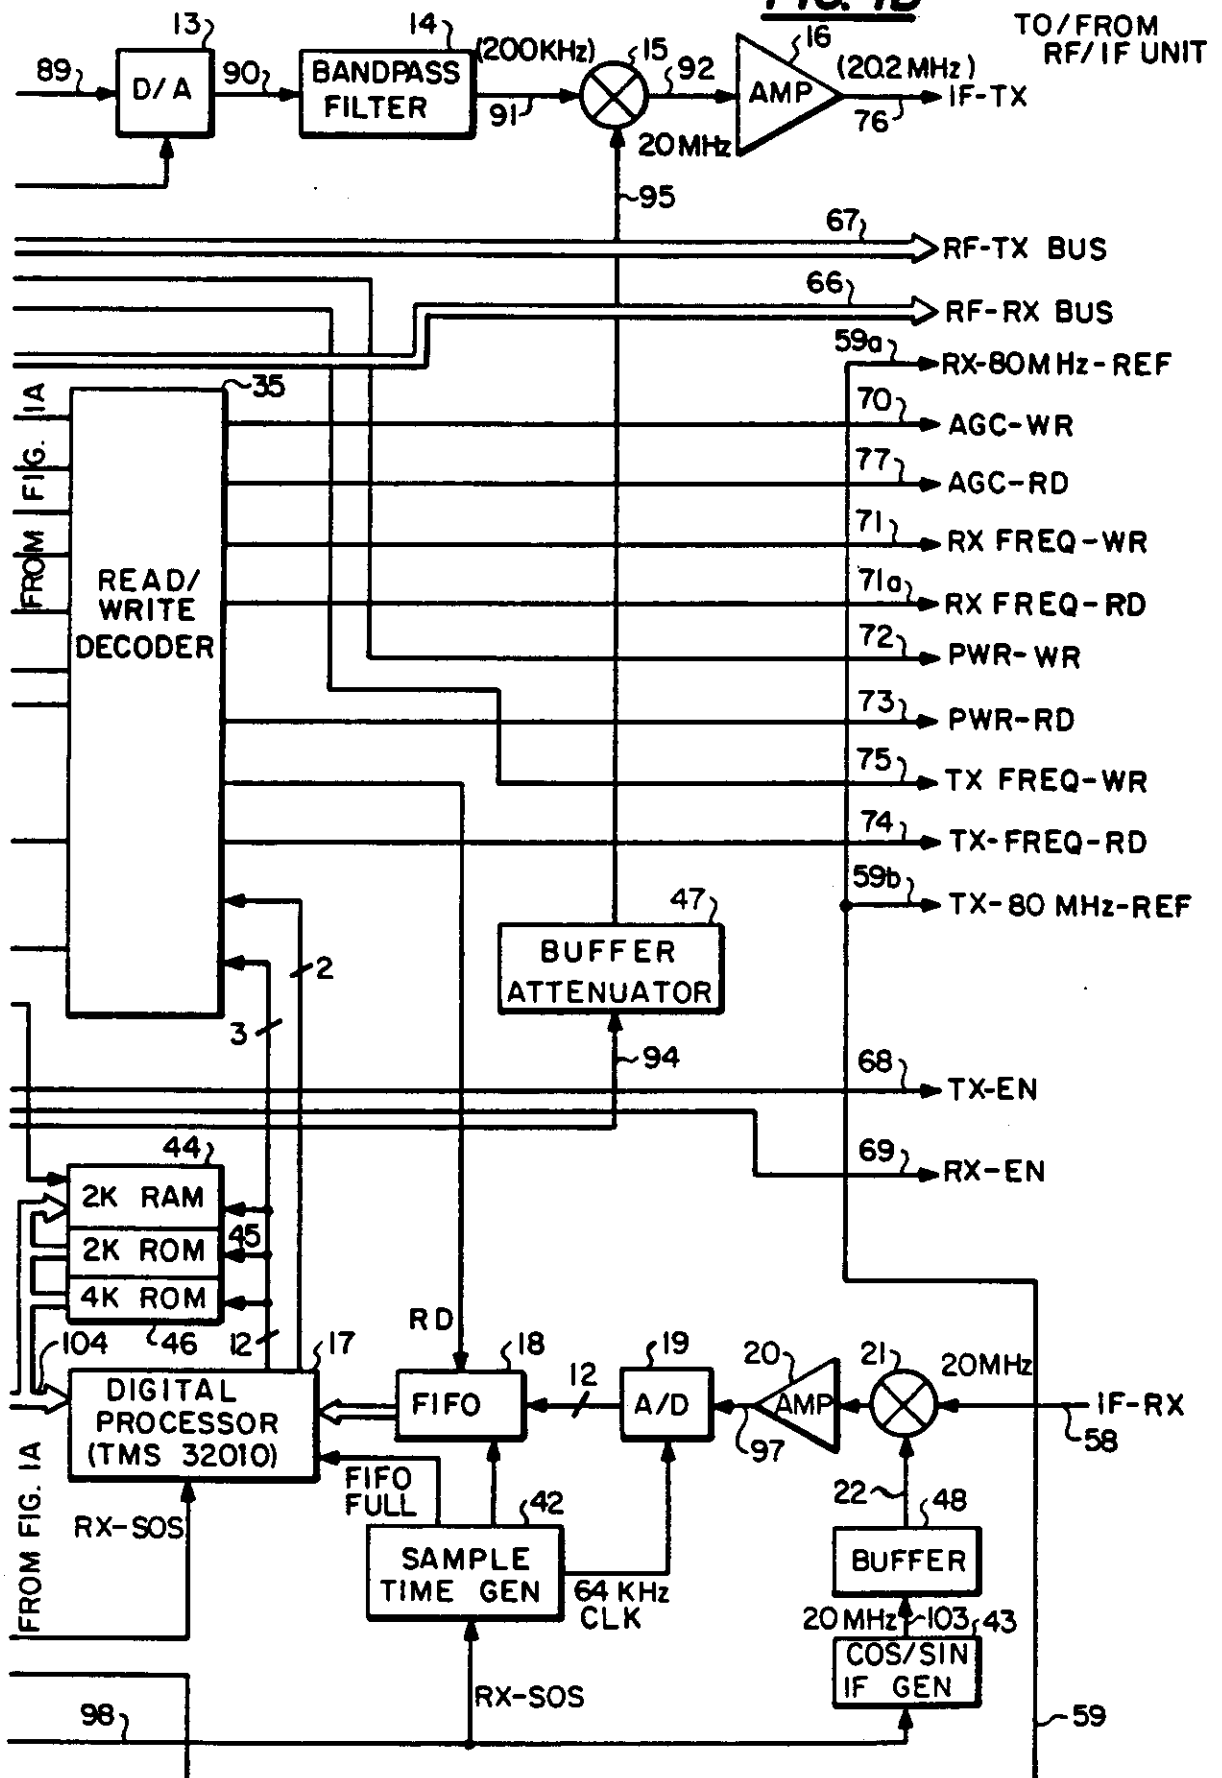 FIG. 1B
TO/FROM
RF/IF UNIT
13
14
(200KHz)
15
16
89
D/A
90
BANDPASS
FILTER
91
92
AMP
(20.2 MHz)
76
IF-TX
20MHz
95
67
RF-TX BUS
66
RF-RX BUS
59a
RX-80MHz-REF
35
FROM FIG. 1A
70
AGC-WR
77
AGC-RD
71
RX FREQ-WR
READ/
WRITE
DECODER
71a
RX FREQ-RD
72
PWR-WR
73
PWR-RD
75
TX FREQ-WR
74
TX-FREQ-RD
59b
TX-80 MHz-REF
47
BUFFER
ATTENUATOR
2
3
94
68
TX-EN
44
69
RX-EN
2K RAM
45
2K ROM
4K ROM
46
12
104
17
RD
18
12
19
20
21
20MHz
DIGITAL
PROCESSOR
(TMS 32010)
FIFO
A/D
AMP
97
IF-RX
58
FROM FIG. 1A
RX-SOS
FIFO
FULL
42
22
48
SAMPLE
TIME GEN
64 KHz
CLK
BUFFER
20MHz
103
43
COS/SIN
IF GEN
RX-SOS
98
59